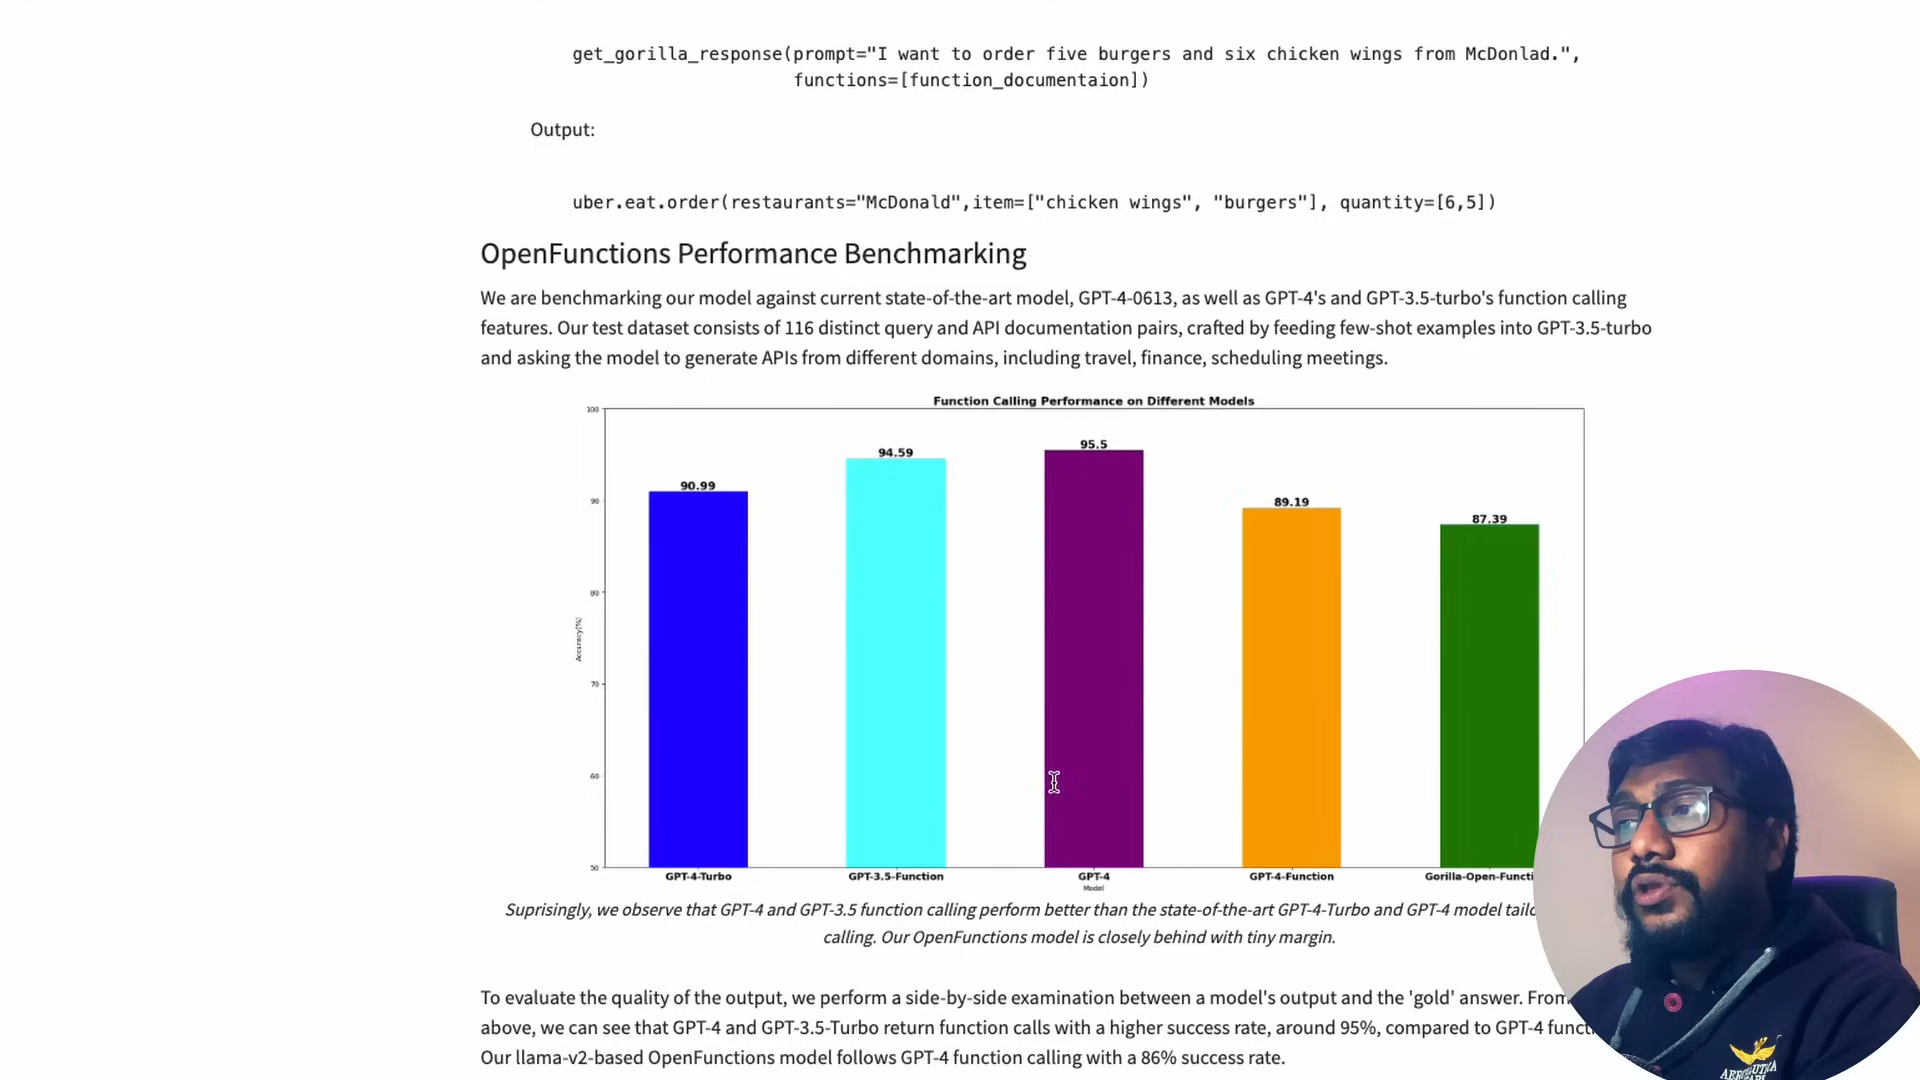 get_gorilla_response(prompt="I want to order five burgers and six chicken wings from McDonlad.",
functions=[function_documentaion])
Output:
uber.eat.order(restaurants="McDonald",item=["chicken wings", "burgers"], quantity=[6,5])
OpenFunctions Performance Benchmarking
We are benchmarking our model against current state-of-the-art model, GPT-4-0613, as well as GPT-4's and GPT-3.5-turbo's function calling
features. Our test dataset consists of 116 distinct query and API documentation pairs, crafted by feeding few-shot examples into GPT-3.5-turbo
and asking the model to generate APIs from different domains, including travel, finance, scheduling meetings.
Function Calling Performance on Different Models
100
95.5
94.59
90.99
90
89.19
87.39
80
Accuracy(%)
70
60
50
GPT-4-Turbo GPT-3.5-Function GPT-4 GPT-4-Function Gorilla-Open-Functi
Model
Suprisingly, we observe that GPT-4 and GPT-3.5 function calling perform better than the state-of-the-art GPT-4-Turbo and GPT-4 model tailo
calling. Our OpenFunctions model is closely behind with tiny margin.
To evaluate the quality of the output, we perform a side-by-side examination between a model's output and the 'gold' answer. From
above, we can see that GPT-4 and GPT-3.5-Turbo return function calls with a higher success rate, around 95%, compared to GPT-4 funct
Our llama-v2-based OpenFunctions model follows GPT-4 function calling with a 86% success rate.